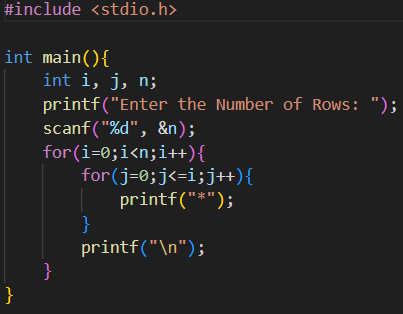 #include <stdio.h>

int main(){
    int i, j, n;
    printf("Enter the Number of Rows: ");
    scanf("%d", &n);
    for(i=0;i<n;i++){
        for(j=0;j<=i;j++){
            printf("*");
        }
        printf("\n");
    }
}